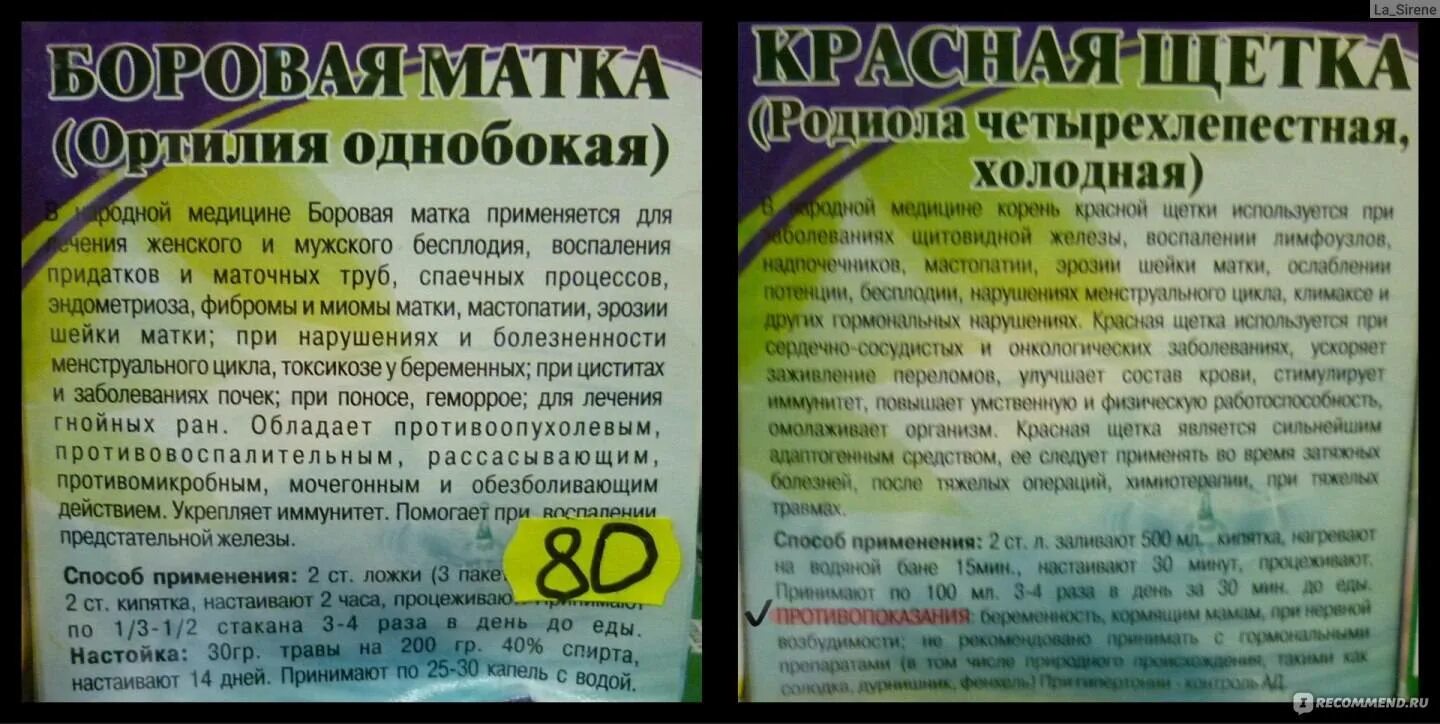 La_Sirene
БОРОВАЯ МАТКА
(Ортилия однобокая)
В народной медицине Боровая матка применяется для
лечения женского и мужского бесплодия, воспаления
придатков и маточных труб, спаечных процессов,
эндометриоза, фибромы и миомы матки, мастопатии, эрозии
шейки матки; при нарушениях и болезненности
менструального цикла, токсикозе у беременных; при циститах
и заболеваниях почек; при поносе, геморрое; для лечения
гнойных ран. Обладает противоопухолевым,
противовоспалительным, рассасывающим,
противомикробным, мочегонным и обезболивающим
действием. Укрепляет иммунитет. Помогает при воспалении
предстательной железы.
80
Способ применения: 2 ст. ложки (3 паке
2 ст. кипятка, настаивают 2 часа, процеживаю Принимают
по 1/3-1/2 стакана 3-4 раза в день до еды.
Настойка: 30гр. травы на 200 гр. 40% спирта,
настаивают 14 дней. Принимают по 25-30 капель с водой.
КРАСНАЯ ЩЕТКА
(Родиола четырехлепестная,
холодная)
В народной медицине корень красной щетки используется при
заболеваниях щитовидной железы, воспалении лимфоузлов,
надпочечников, мастопатии, эрозии шейки матки, ослаблении
потенции, бесплодии, нарушениях менструального цикла, климаксе и
других гормональных нарушениях. Красная щетка используется при
сердечно-сосудистых и онкологических заболеваниях, ускоряет
заживление переломов, улучшает состав крови, стимулирует
иммунитет, повышает умственную и физическую работоспособность,
омолаживает организм. Красная щетка является сильнейшим
адаптогенным средством, ее следует применять во время затяжных
болезней, после тяжелых операций, химиотерапии, при тяжелых
травмах.
Способ применения: 2 ст. л. заливают 500 мл. кипятка, нагревают
на водяной бане 15мин., настаивают 30 минут, процеживают.
Принимают по 100 мл. 3-4 раза в день за 30 мин. до еды.
ПРОТИВОПОКАЗАНИЯ: беременность, кормящим мамам, при нервной
возбудимости; не рекомендовано принимать с гормональными
препаратами (в том числе природного происхождения, такими как
солодка, дурнишник, фенхель) При гипертонии - контроль АД
RECOMMEND.RU